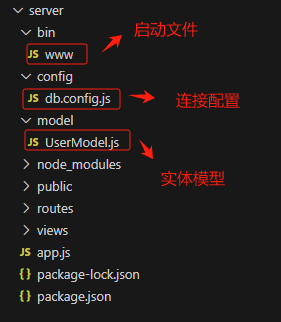 server
bin
启动文件
JS www
config
JS db.config.js
连接配置
model
JS UserModel.js
node_modules
实体模型
public
routes
views
JS app.js
{} package-lock.json
{} package.json